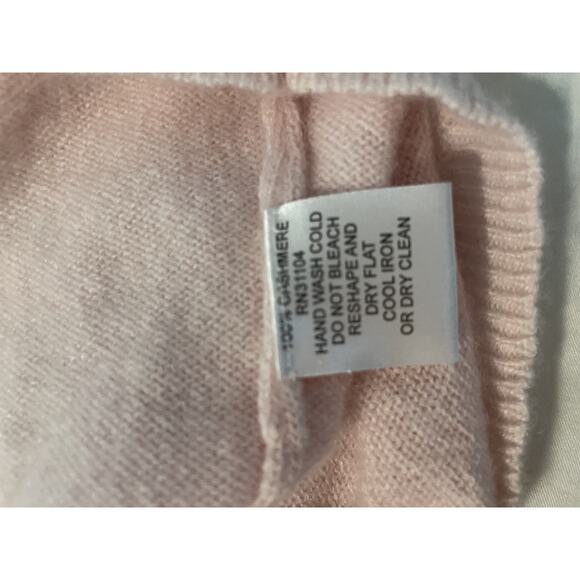 100% CASHMERE
RN31104
HAND WASH COLD
DO NOT BLEACH
RESHAPE AND
DRY FLAT
COOL IRON
OR DRY CLEAN